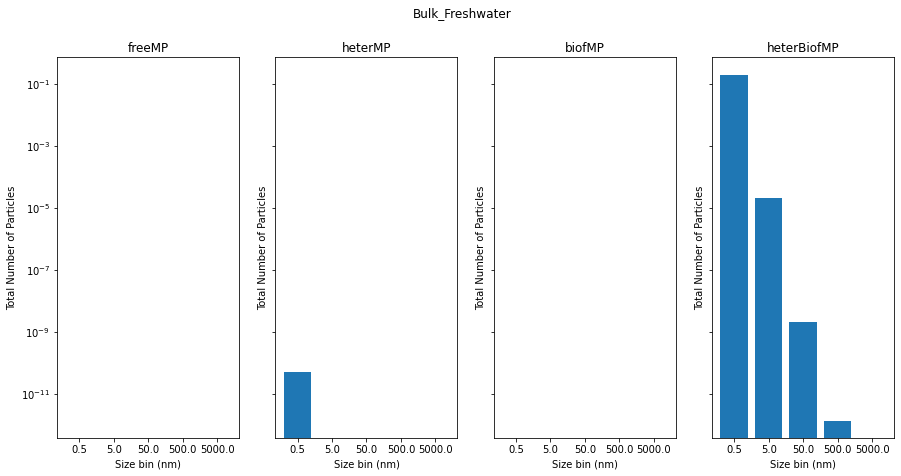 Bulk_Freshwater
freeMP
heterMP
biofMP
heterBiofMP
Total Number of Particles
10⁻¹
10⁻³
10⁻⁵
10⁻⁷
10⁻⁹
10⁻¹¹
0.5 5.0 50.0 500.0 5000.0
Size bin (nm)
Total Number of Particles
0.5 5.0 50.0 500.0 5000.0
Size bin (nm)
Total Number of Particles
0.5 5.0 50.0 500.0 5000.0
Size bin (nm)
Total Number of Particles
0.5 5.0 50.0 500.0 5000.0
Size bin (nm)